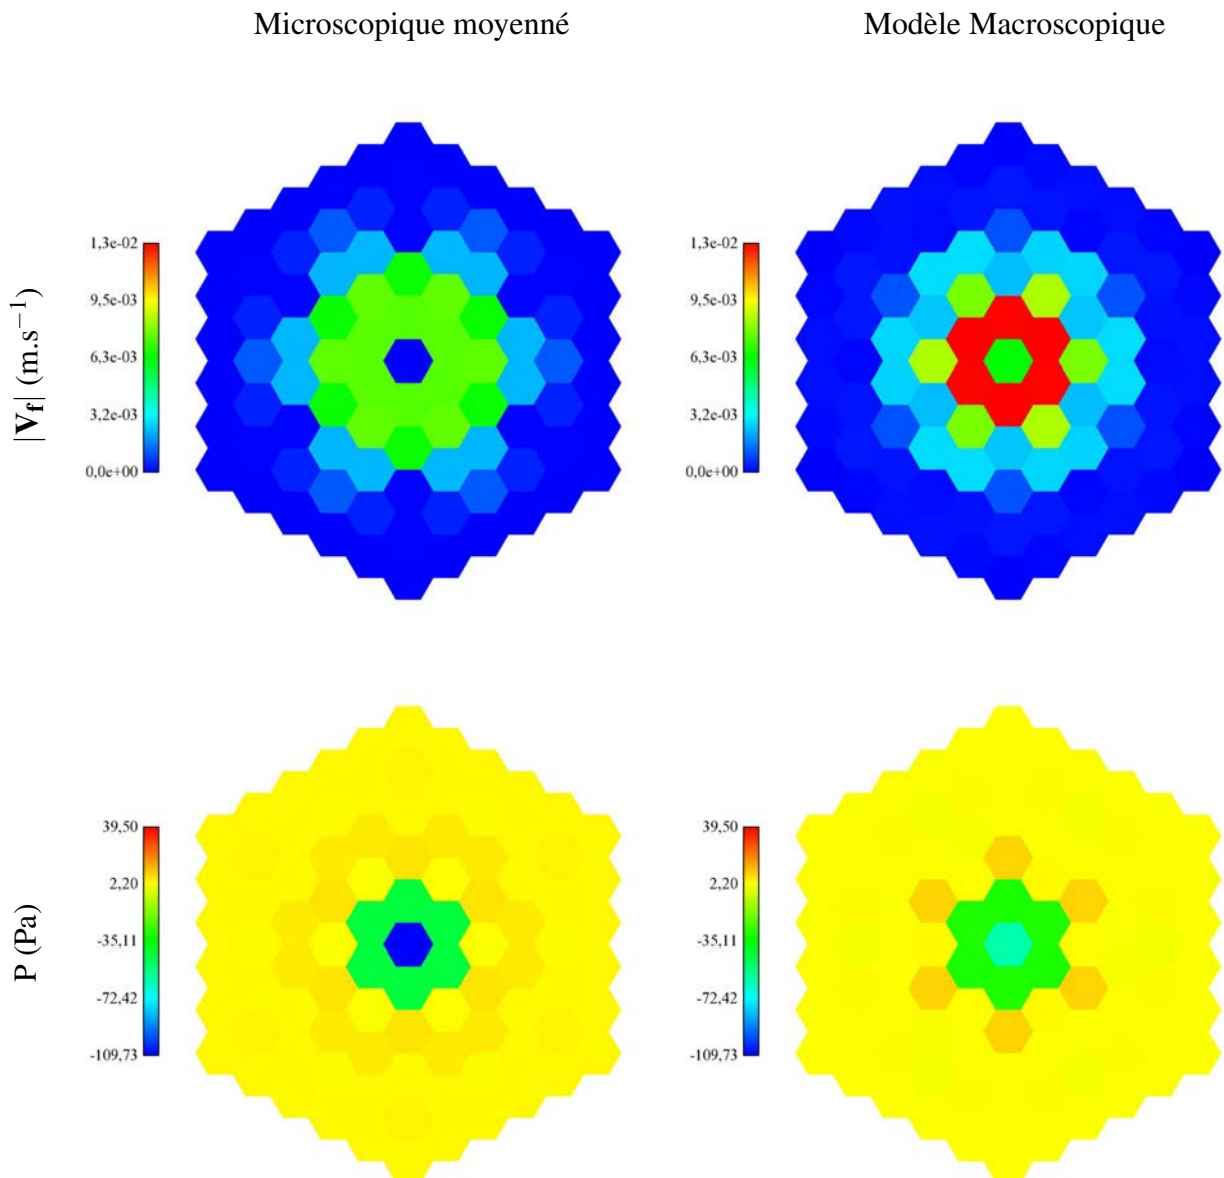 Microscopique moyenné
Modèle Macroscopique
|V_f| (m.s⁻¹)
1,3e-02
9,5e-03
6,3e-03
3,2e-03
0,0e+00
1,3e-02
9,5e-03
6,3e-03
3,2e-03
0,0e+00
P (Pa)
39,50
2,20
-35,11
-72,42
-109,73
39,50
2,20
-35,11
-72,42
-109,73